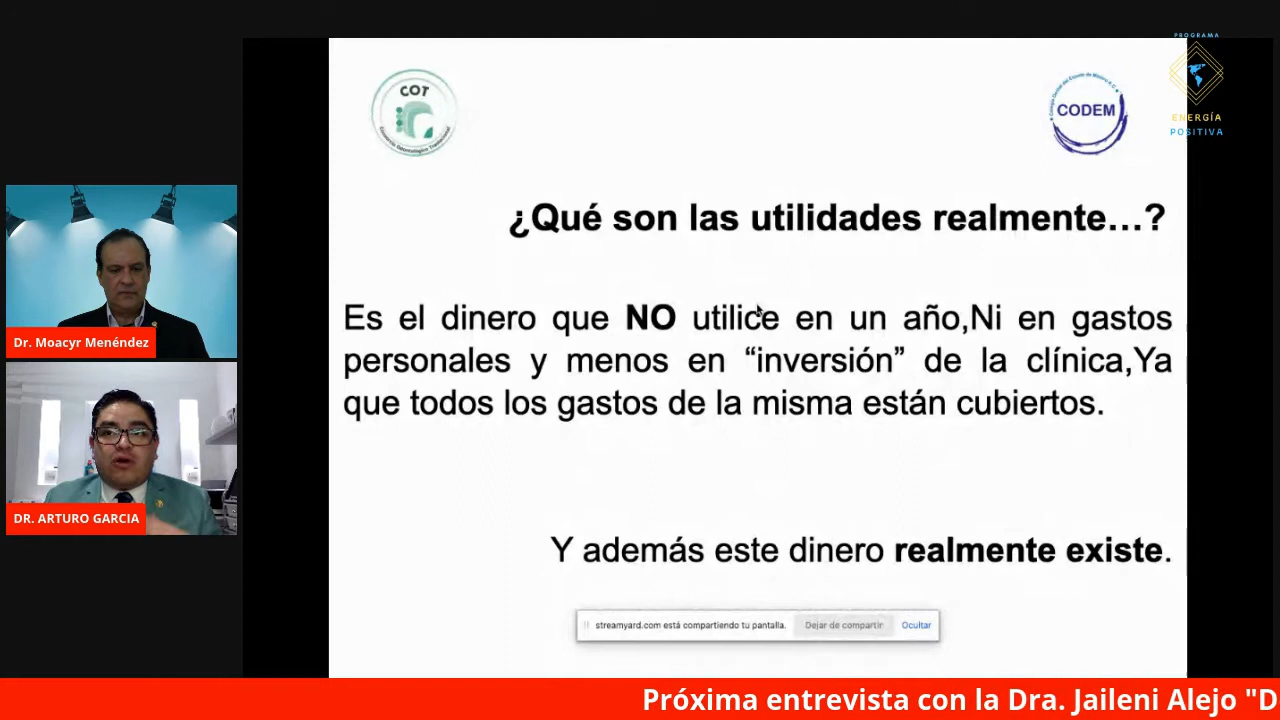 PROGRAMA
ENERGÍA
POSITIVA
COT
CODEM
¿Qué son las utilidades realmente...?
Es el dinero que NO utilice en un año,Ni en gastos
personales y menos en “inversión” de la clínica,Ya
que todos los gastos de la misma están cubiertos.
Y además este dinero realmente existe.
streamyard.com está compartiendo tu pantalla. Dejar de compartir Ocultar
Dr. Moacyr Menéndez
DR. ARTURO GARCIA
Próxima entrevista con la Dra. Jaileni Alejo "D